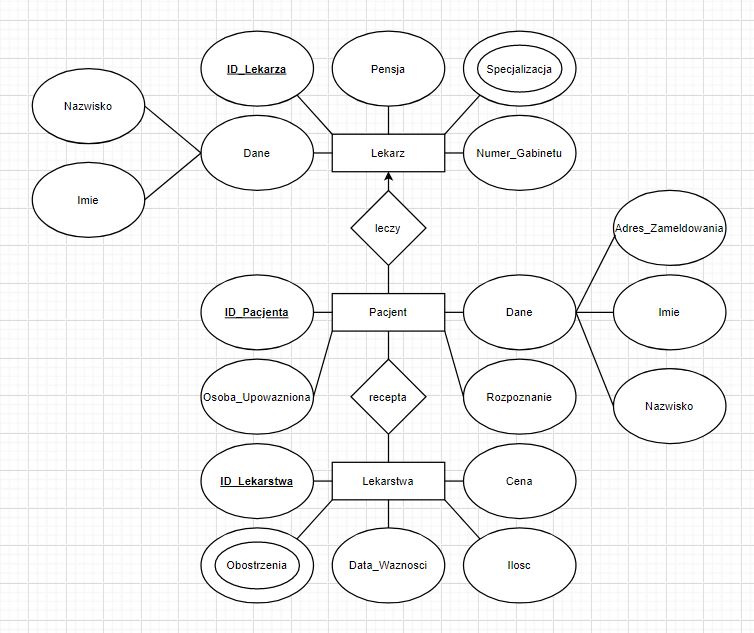 ID_Lekarza
Pensja
Specjalizacja
Nazwisko
Dane
Lekarz
Numer_Gabinetu
Imie
leczy
Adres_Zameldowania
ID_Pacjenta
Pacjent
Dane
Imie
Osoba_Upowazniona
recepta
Rozpoznanie
Nazwisko
ID_Lekarstwa
Lekarstwa
Cena
Obostrzenia
Data_Waznosci
Ilosc